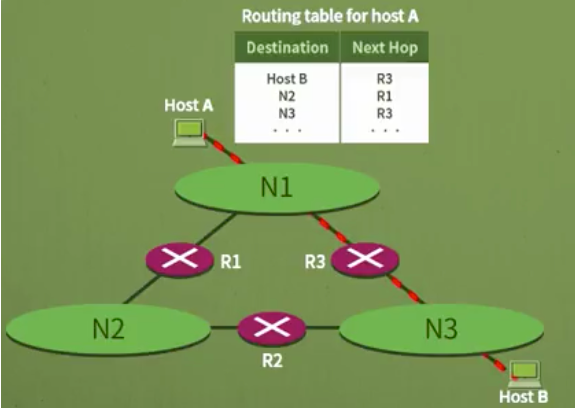 Routing table for host A
Destination Next Hop
Host B R3
N2 R1
N3 R3
. . . . . .
Host A
N1
R1 R3
N2 N3
R2
Host B